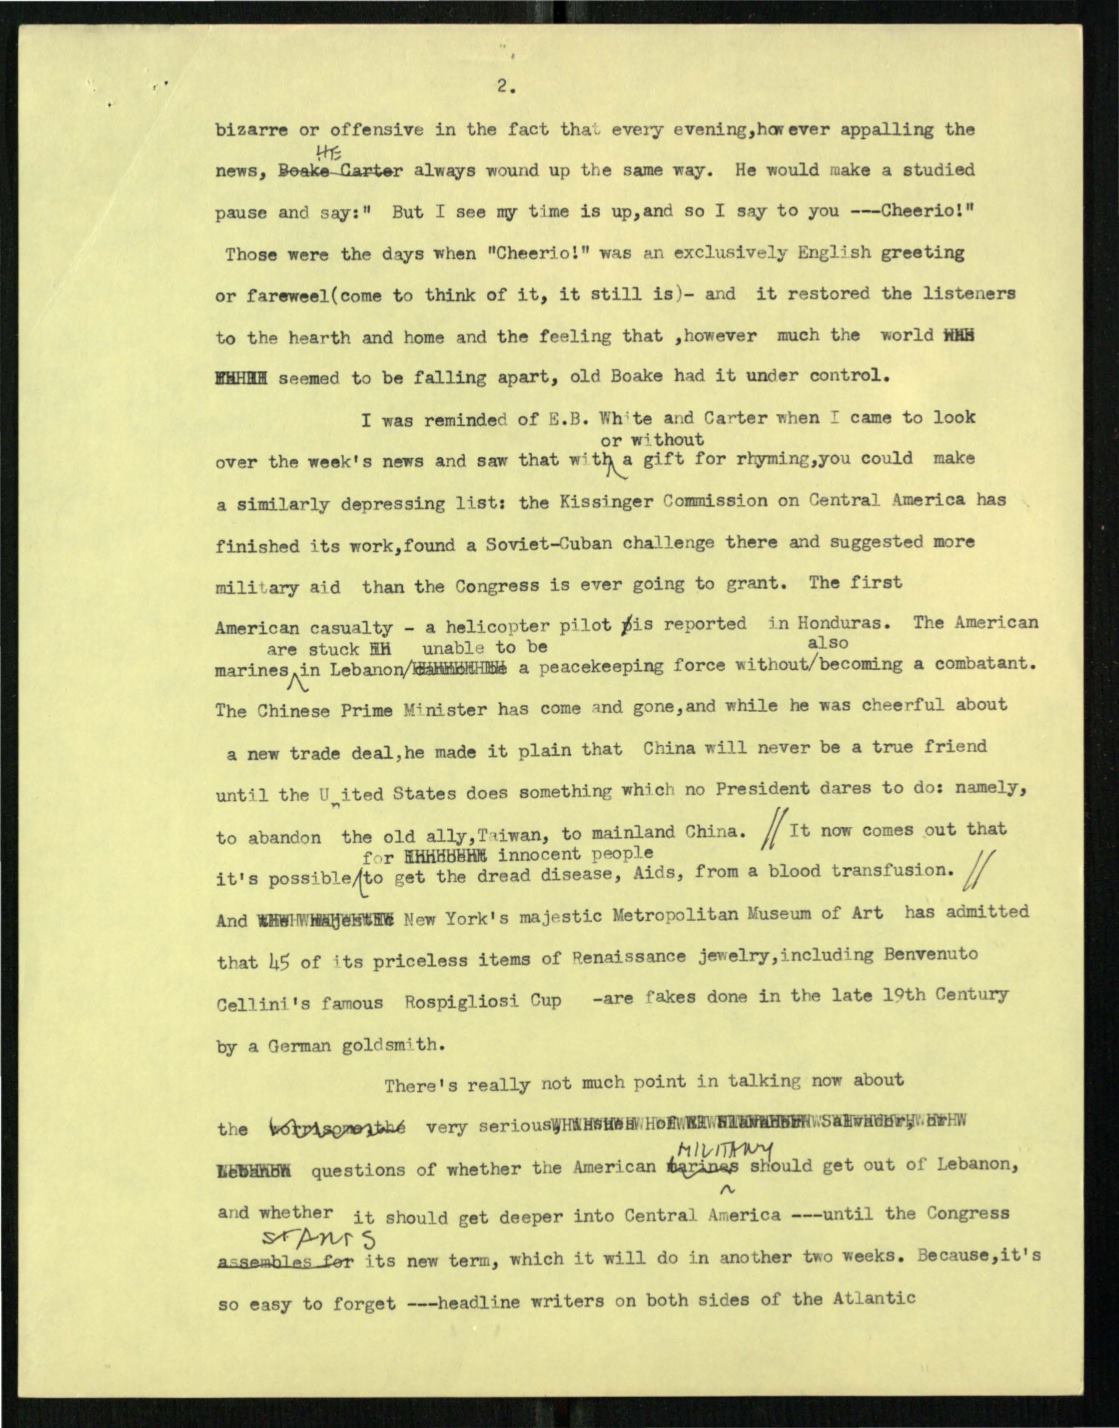 2.
bizarre or offensive in the fact that every evening,however appalling the
HE
news, Boake Carter always wound up the same way. He would make a studied
pause and say:" But I see my time is up,and so I say to you ---Cheerio!"
Those were the days when "Cheerio!" was an exclusively English greeting
or fareweel(come to think of it, it still is)- and it restored the listeners
to the hearth and home and the feeling that ,however much the world
seemed to be falling apart, old Boake had it under control.
I was reminded of E.B. White and Carter when I came to look
or without
over the week's news and saw that with a gift for rhyming,you could make
a similarly depressing list: the Kissinger Commission on Central America has
finished its work,found a Soviet-Cuban challenge there and suggested more
military aid than the Congress is ever going to grant. The first
American casualty - a helicopter pilot is reported in Honduras. The American
are stuck unable to be also
marines in Lebanon/ a peacekeeping force without/becoming a combatant.
The Chinese Prime Minister has come and gone,and while he was cheerful about
a new trade deal,he made it plain that China will never be a true friend
until the United States does something which no President dares to do: namely,
to abandon the old ally,Taiwan, to mainland China. // It now comes out that
for innocent people
it's possible/to get the dread disease, Aids, from a blood transfusion. //
And New York's majestic Metropolitan Museum of Art has admitted
that 45 of its priceless items of Renaissance jewelry,including Benvenuto
Cellini's famous Rospigliosi Cup -are fakes done in the late 19th Century
by a German goldsmith.
There's really not much point in talking now about
the very serious
MILITARY
questions of whether the American marines should get out of Lebanon,
and whether it should get deeper into Central America ---until the Congress
STARTS
assembles for its new term, which it will do in another two weeks. Because,it's
so easy to forget ---headline writers on both sides of the Atlantic